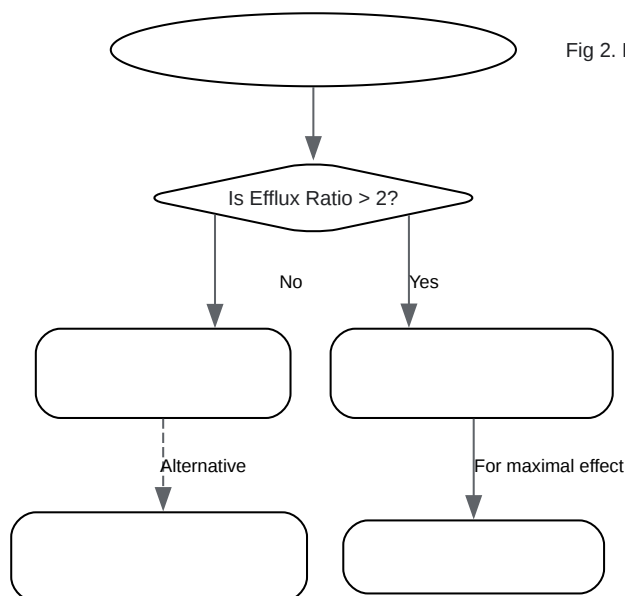 Fig 2.
Is Efflux Ratio > 2?
No
Yes
Alternative
For maximal effect